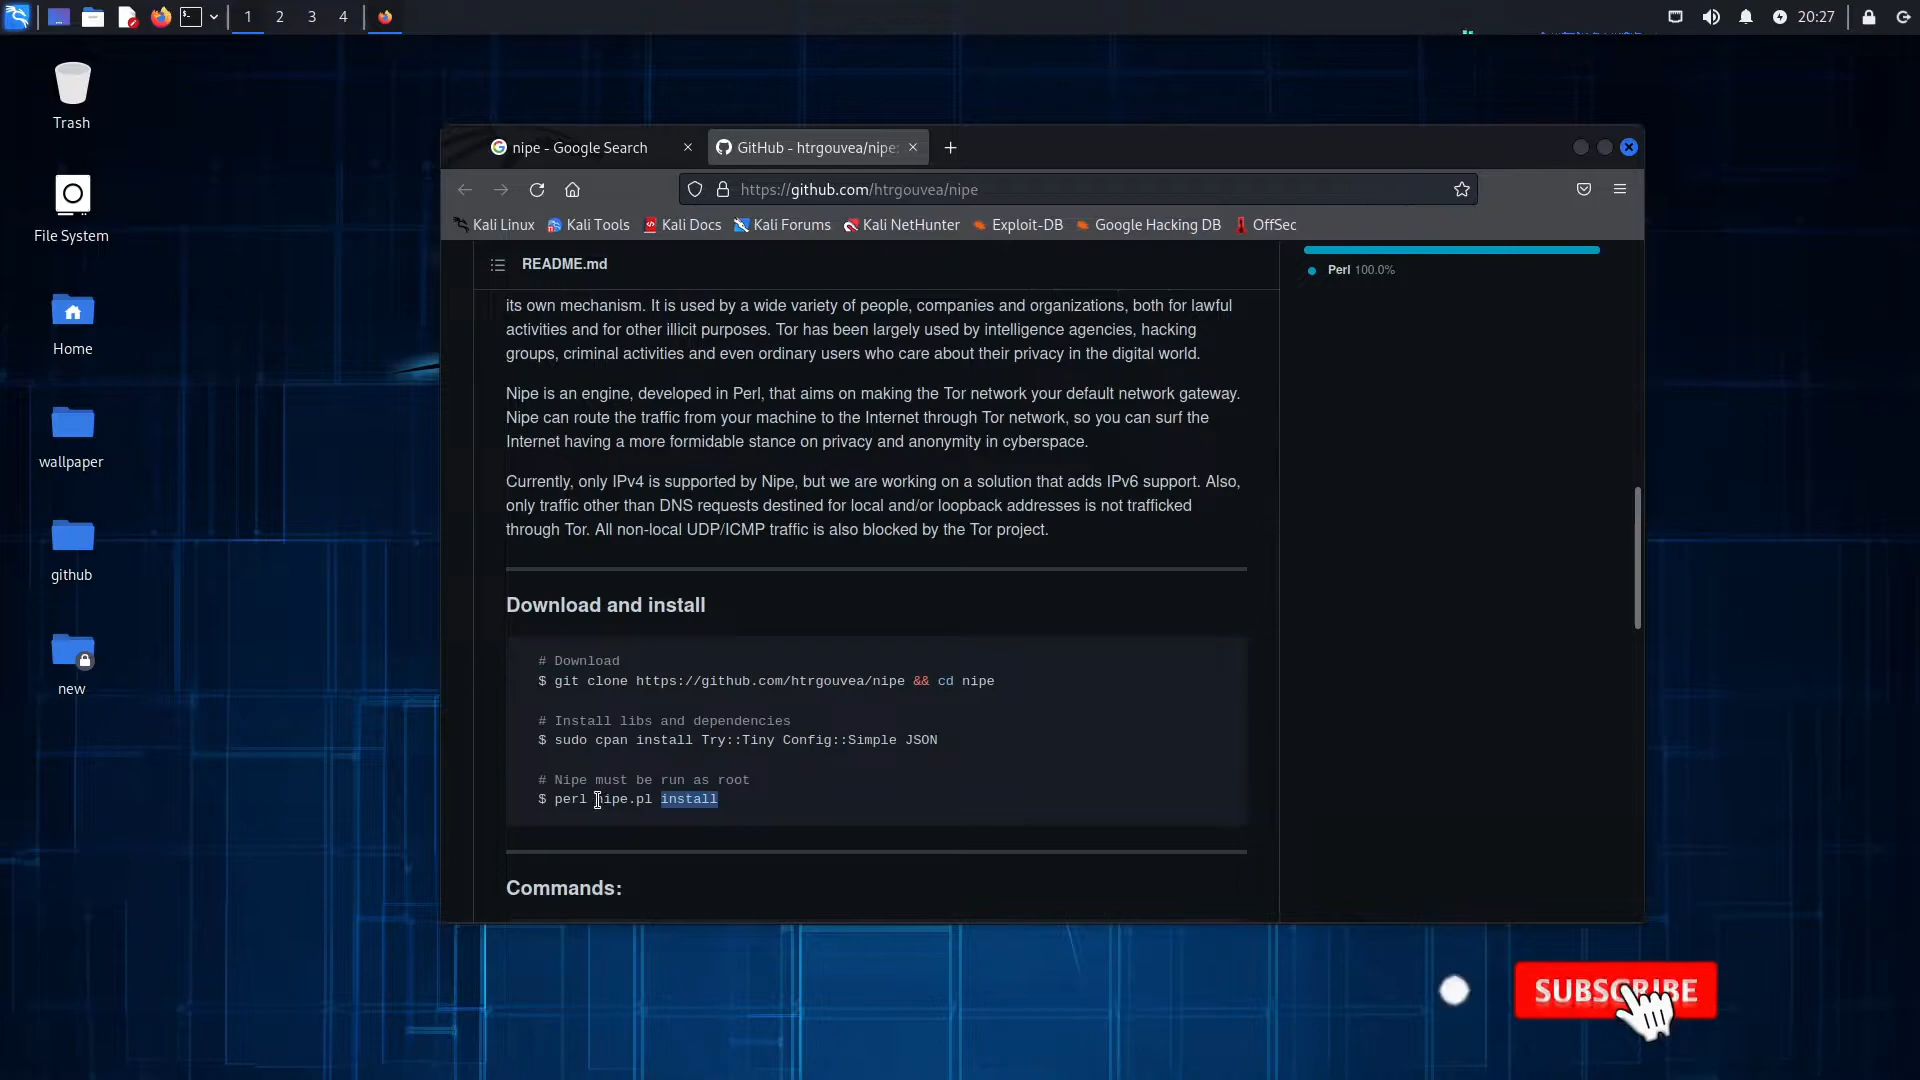 1
2
3
4
20:27
Trash
File System
Home
wallpaper
github
new
nipe - Google Search
GitHub - htrgouvea/nipe:
https://github.com/htrgouvea/nipe
Kali Linux
Kali Tools
Kali Docs
Kali Forums
Kali NetHunter
Exploit-DB
Google Hacking DB
OffSec
README.md
Perl 100.0%
its own mechanism. It is used by a wide variety of people, companies and organizations, both for lawful
activities and for other illicit purposes. Tor has been largely used by intelligence agencies, hacking
groups, criminal activities and even ordinary users who care about their privacy in the digital world.
Nipe is an engine, developed in Perl, that aims on making the Tor network your default network gateway.
Nipe can route the traffic from your machine to the Internet through Tor network, so you can surf the
Internet having a more formidable stance on privacy and anonymity in cyberspace.
Currently, only IPv4 is supported by Nipe, but we are working on a solution that adds IPv6 support. Also,
only traffic other than DNS requests destined for local and/or loopback addresses is not trafficked
through Tor. All non-local UDP/ICMP traffic is also blocked by the Tor project.
Download and install
# Download
$ git clone https://github.com/htrgouvea/nipe && cd nipe
# Install libs and dependencies
$ sudo cpan install Try::Tiny Config::Simple JSON
# Nipe must be run as root
$ perl nipe.pl install
Commands:
SUBSCRIBE